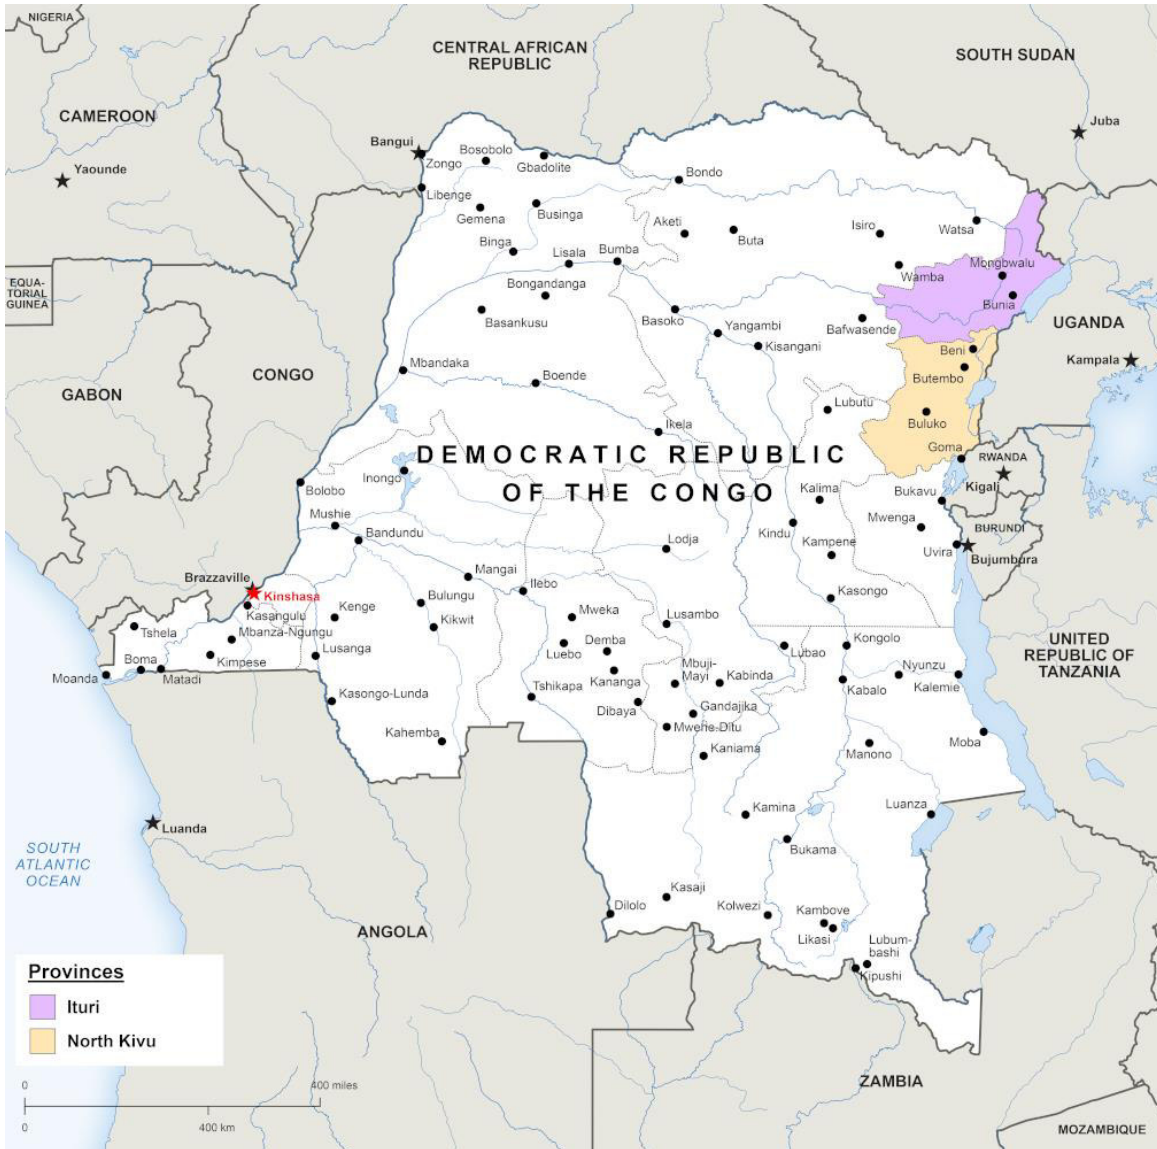 NIGERIA
CENTRAL AFRICAN
REPUBLIC
SOUTH SUDAN
CAMEROON
Juba
Bangui
Bosobolo
Zongo
Gbadolite
Yaounde
Libenge
Bondo
Gemena
Businga
Aketi
Buta
Isiro
Watsa
Binga
Lisala
Bumba
Wamba
Mongbwalu
EQUA-
TORIAL
GUINEA
Bongandanga
Bunia
Basankusu
Basoko
Yangambi
Bafwasende
UGANDA
Kisangani
Beni
Kampala
Mbandaka
CONGO
Boende
Butembo
GABON
Lubutu
Buluko
Ikela
Goma
DEMOCRATIC REPUBLIC
OF THE CONGO
RWANDA
Kigali
Inongo
Bolobo
Kalima
Bukavu
Mushie
Bandundu
Kindu
Mwenga
BURUNDI
Lodja
Kampene
Uvira
Bujumbura
Brazzaville
Kinshasa
Mangai
Ilebo
Kasangulu
Kenge
Bulungu
Kikwit
Mweka
Lusambo
Kasongo
Tshela
Mbanza-Ngungu
Kimpese
Lusanga
Luebo
Demba
Lubao
Kongolo
UNITED
REPUBLIC OF
TANZANIA
Moanda
Boma
Matadi
Kananga
Mbuji-
Mayi
Kabinda
Nyunzu
Kabalo
Kalemie
Kasongo-Lunda
Tshikapa
Dibaya
Gandajika
Mwene-Ditu
Kahemba
Kaniama
Manono
Moba
Luanda
Kamina
Luanza
Bukama
SOUTH
ATLANTIC
OCEAN
Kasaji
Dilolo
Kolwezi
Kambove
Likasi
ANGOLA
Lubum-
bashi
Kipushi
Provinces
Ituri
North Kivu
0
400 miles
0
400 km
ZAMBIA
MOZAMBIQUE